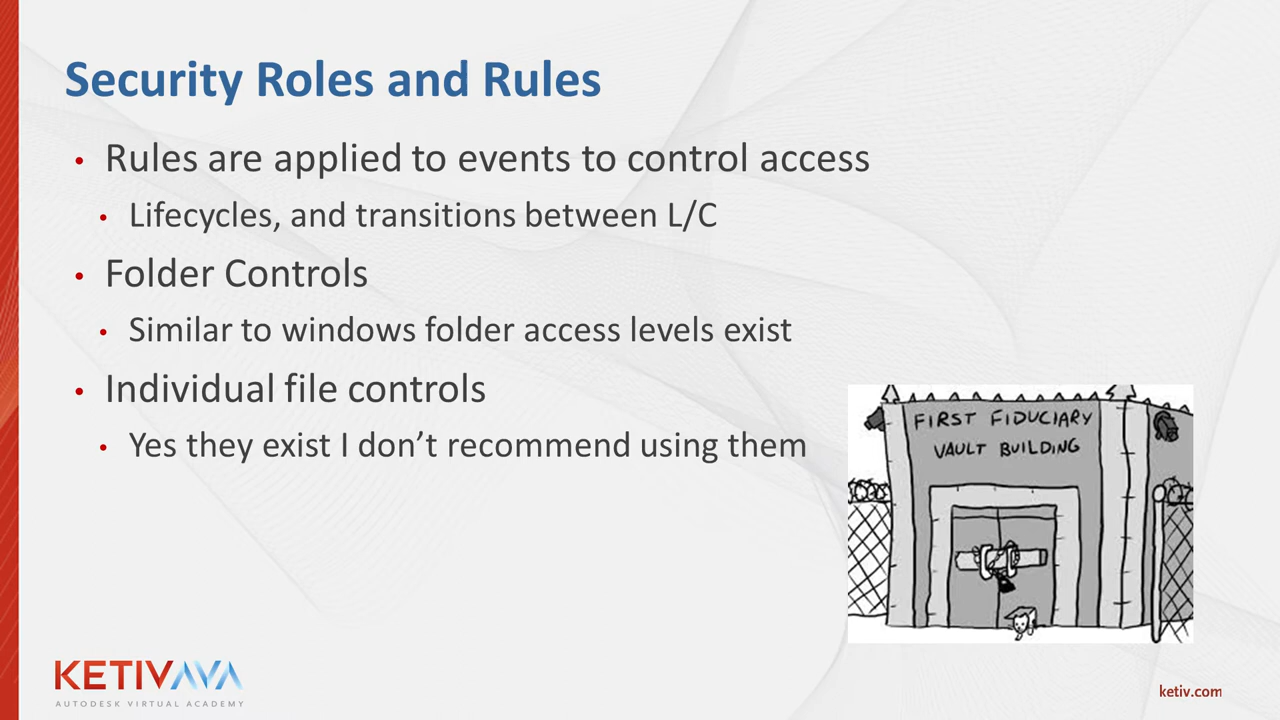 Security Roles and Rules
• Rules are applied to events to control access
• Lifecycles, and transitions between L/C
• Folder Controls
• Similar to windows folder access levels exist
• Individual file controls
• Yes they exist I don’t recommend using them
FIRST FIDUCIARY
VAULT BUILDING
KETIVAVA
AUTODESK VIRTUAL ACADEMY
ketiv.com